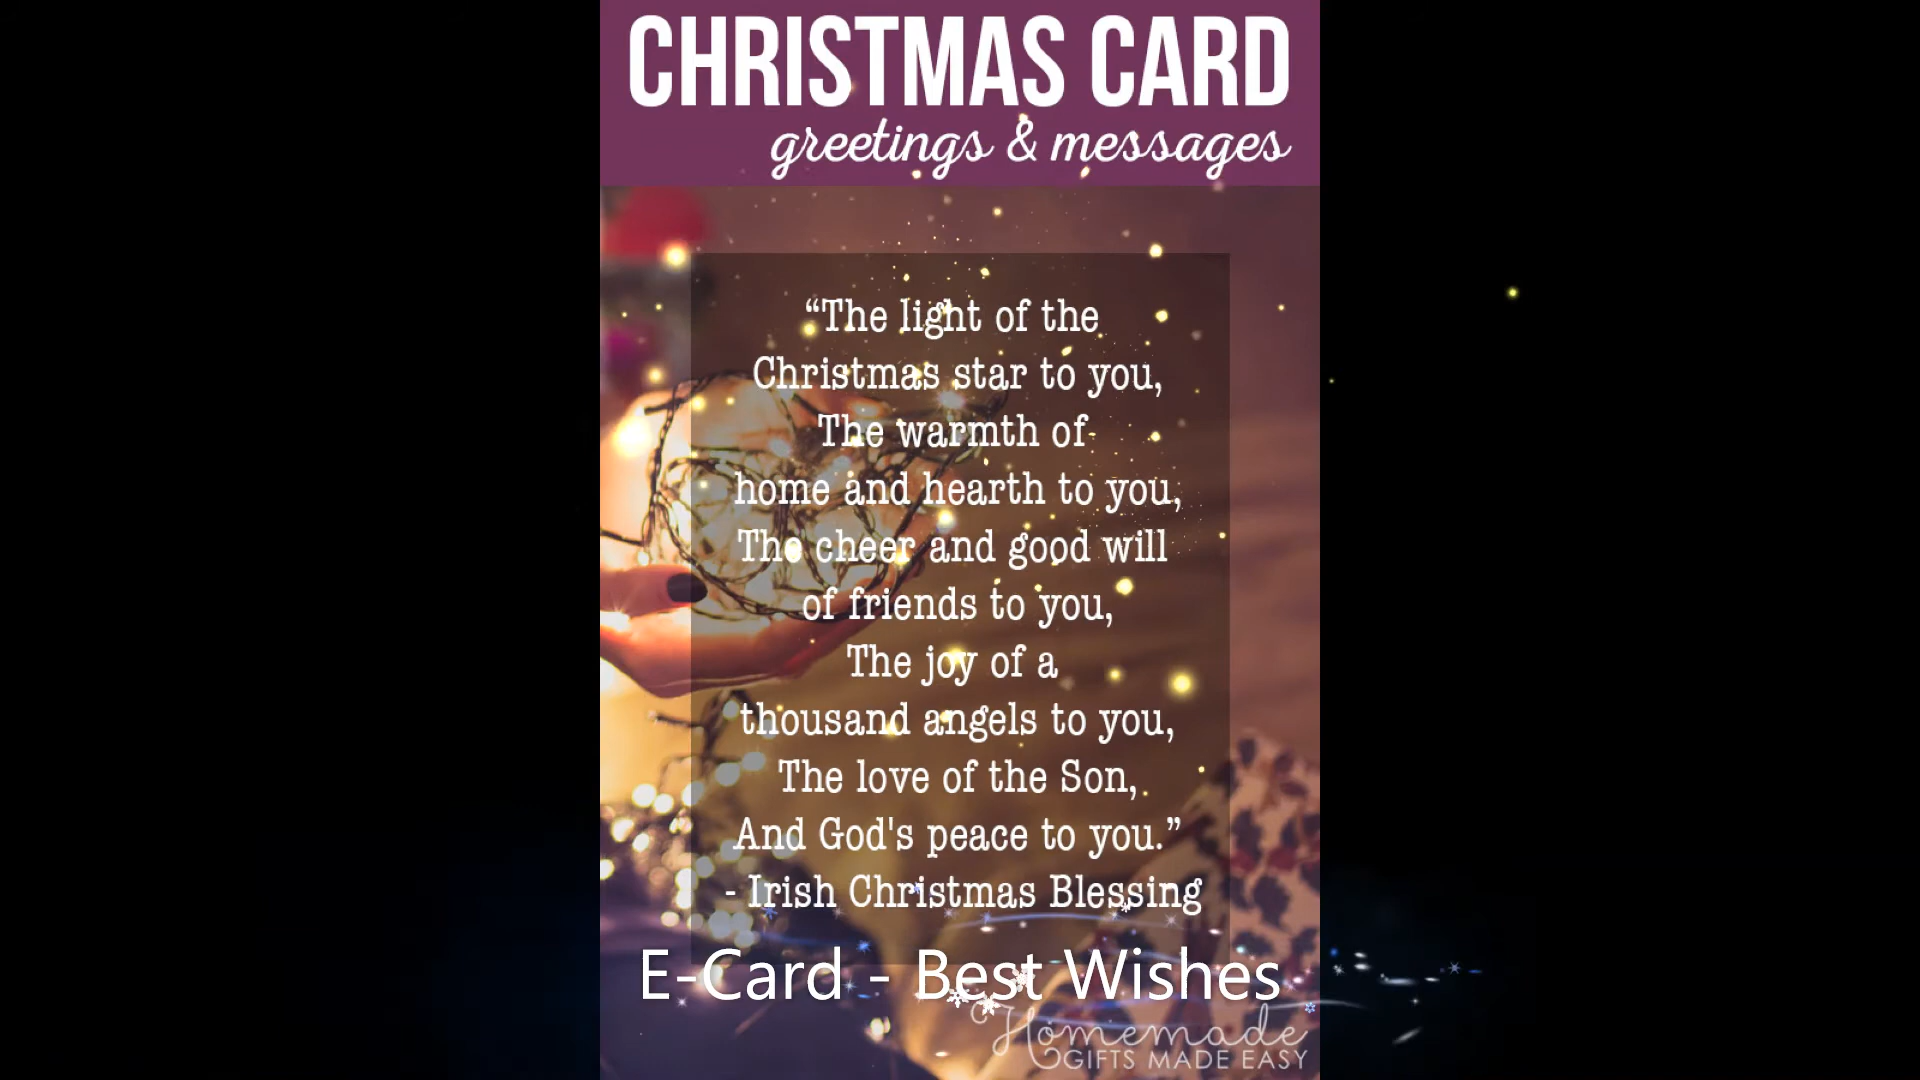 CHRISTMAS CARD
greetings & messages
“The light of the
Christmas star to you,
The warmth of
home and hearth to you,
The cheer and good will
of friends to you,
The joy of a
thousand angels to you,
The love of the Son,
And God's peace to you.”
- Irish Christmas Blessing
E-Card - Best Wishes
Homemade
GIFTS MADE EASY